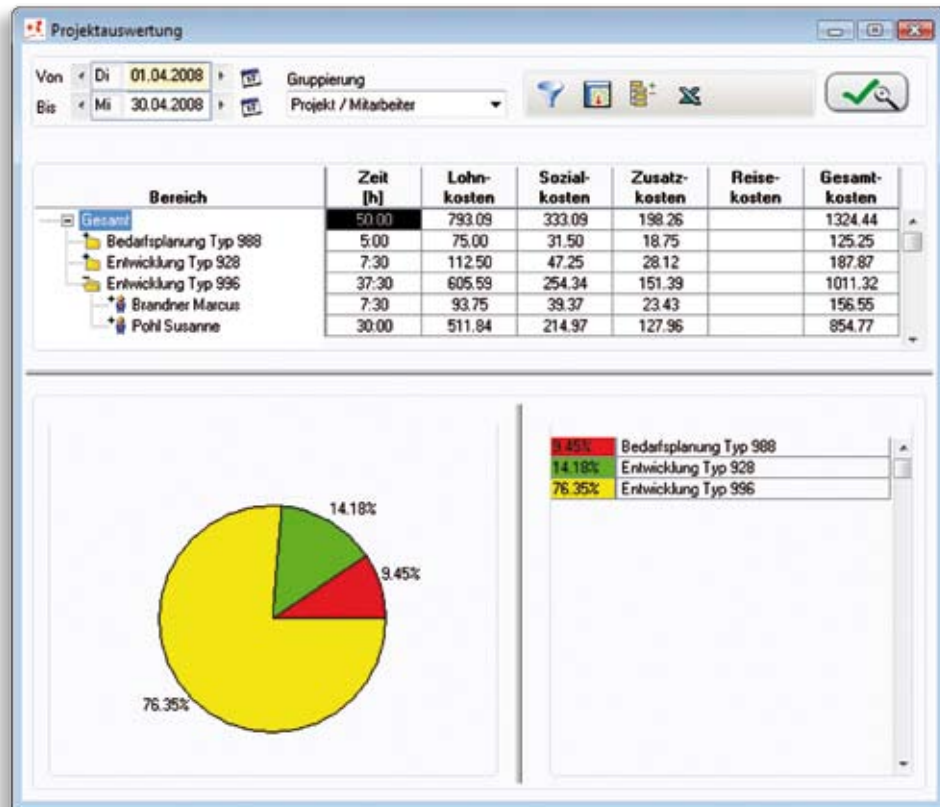 Projektauswertung
Von Di 01.04.2008 Gruppierung
Bis Mi 30.04.2008 Projekt / Mitarbeiter
Bereich Zeit [h] Lohn-kosten Sozial-kosten Zusatz-kosten Reise-kosten Gesamt-kosten
Gesamt 50:00 793.09 333.09 198.26 1324.44
Bedarfsplanung Typ 988 5:00 75.00 31.50 18.75 125.25
Entwicklung Typ 928 7:30 112.50 47.25 28.12 187.87
Entwicklung Typ 996 37:30 605.59 254.34 151.39 1011.32
Brandner Marcus 7:30 93.75 39.37 23.43 156.55
Pohl Susanne 30:00 511.84 214.97 127.96 854.77
9.45% Bedarfsplanung Typ 988
14.18% Entwicklung Typ 928
76.35% Entwicklung Typ 996
14.18%
9.45%
76.35%